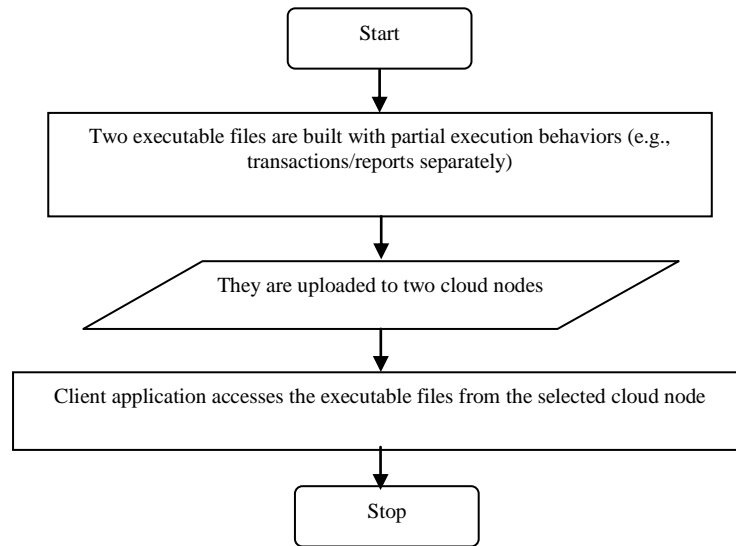 Start
Two executable files are built with partial execution behaviors (e.g.,
transactions/reports separately)
They are uploaded to two cloud nodes
Client application accesses the executable files from the selected cloud node
Stop